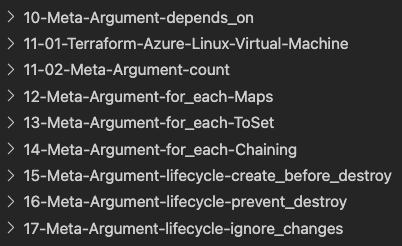 10-Meta-Argument-depends_on
11-01-Terraform-Azure-Linux-Virtual-Machine
11-02-Meta-Argument-count
12-Meta-Argument-for_each-Maps
13-Meta-Argument-for_each-ToSet
14-Meta-Argument-for_each-Chaining
15-Meta-Argument-lifecycle-create_before_destroy
16-Meta-Argument-lifecycle-prevent_destroy
17-Meta-Argument-lifecycle-ignore_changes